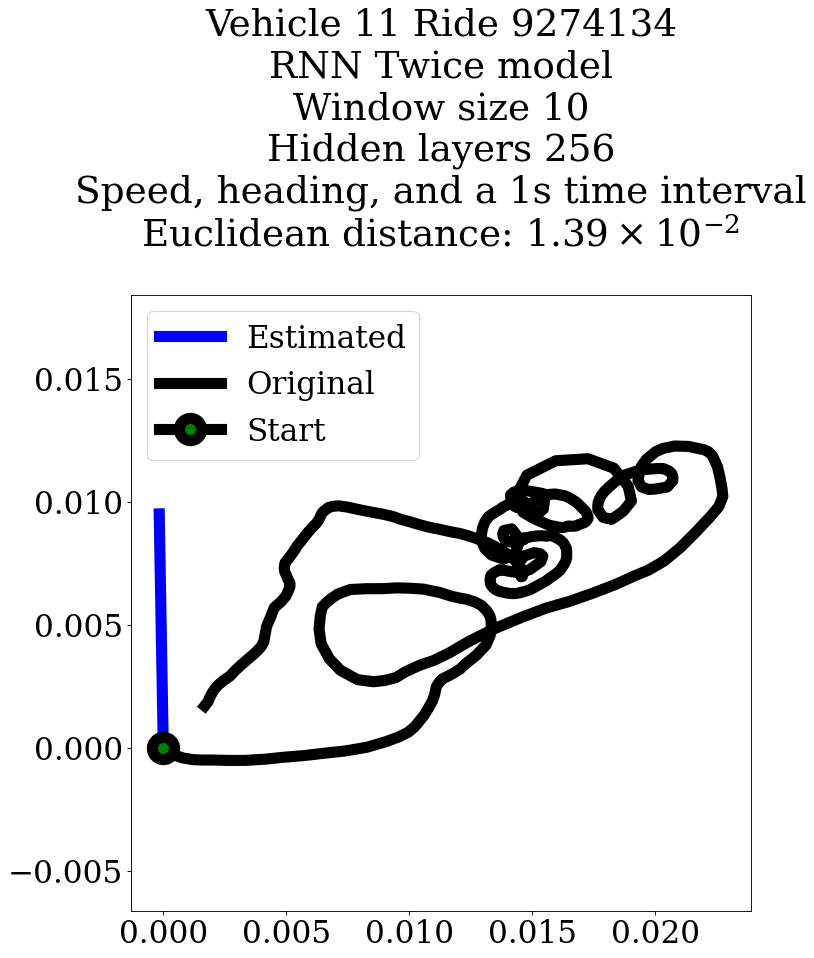 Vehicle 11 Ride 9274134
RNN Twice model
Window size 10
Hidden layers 256
Speed, heading, and a 1s time interval
Euclidean distance: 1.39 × 10⁻²
Estimated
Original
Start
0.015
0.010
0.005
0.000
−0.005
0.000 0.005 0.010 0.015 0.020